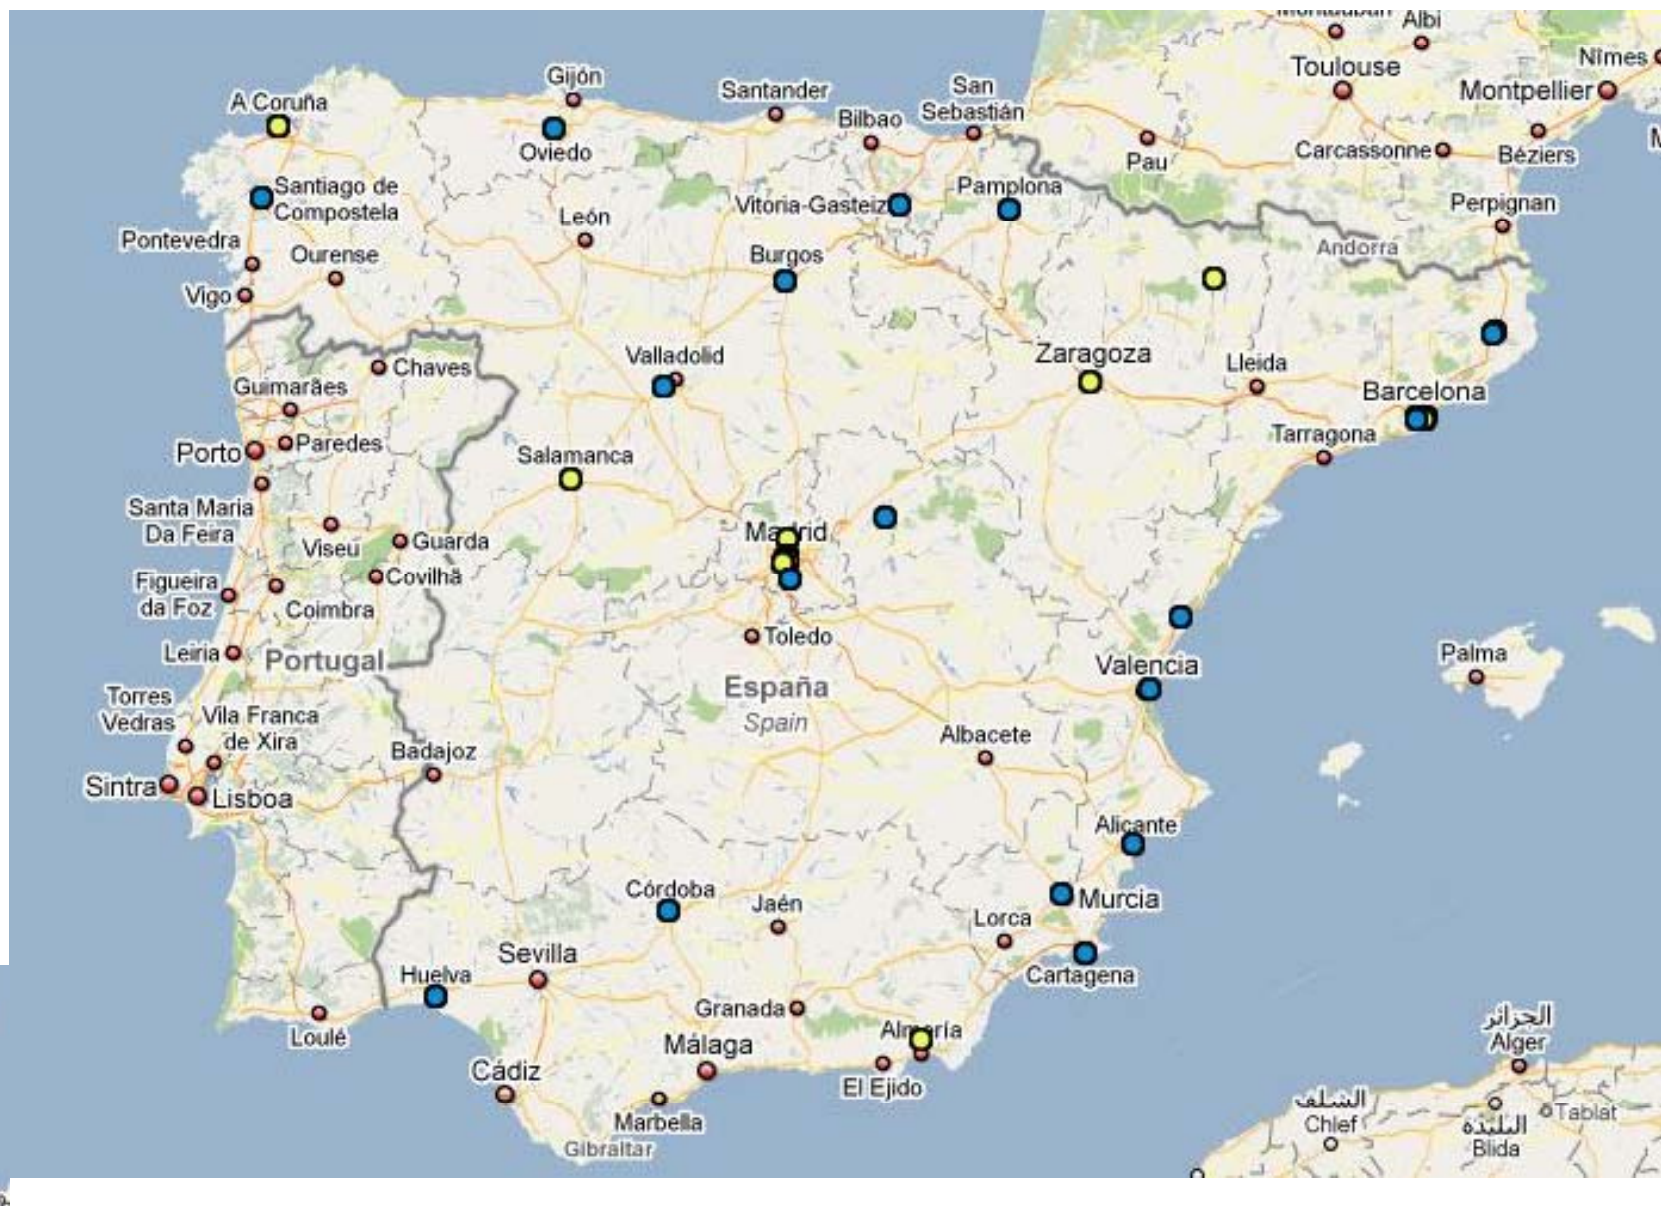 Montauban
Albi
Toulouse
Nîmes
Montpellier
Gijón
Santander
San
Sebastián
A Coruña
Bilbao
Oviedo
Pau
Carcassonne
Béziers
Santiago de
Compostela
Vitoria-Gasteiz
Pamplona
Perpignan
Pontevedra
León
Ourense
Burgos
Andorra
Vigo
Valladolid
Zaragoza
Lleida
Chaves
Guimarães
Barcelona
Paredes
Porto
Salamanca
Tarragona
Santa Maria
Da Feira
Viseu
Guarda
Madrid
Figueira
da Foz
Covilhã
Coimbra
Toledo
Leiria
Portugal
Valencia
Palma
España
Spain
Torres
Vedras
Vila Franca
de Xira
Badajoz
Albacete
Sintra
Lisboa
Alicante
Córdoba
Jaén
Murcia
Lorca
Sevilla
Huelva
Cartagena
Granada
Loulé
Almería
Málaga
الجزائر
Alger
Cádiz
El Ejido
Marbella
الشلف
Chlef
Tablat
البليدة
Blida
Gibraltar